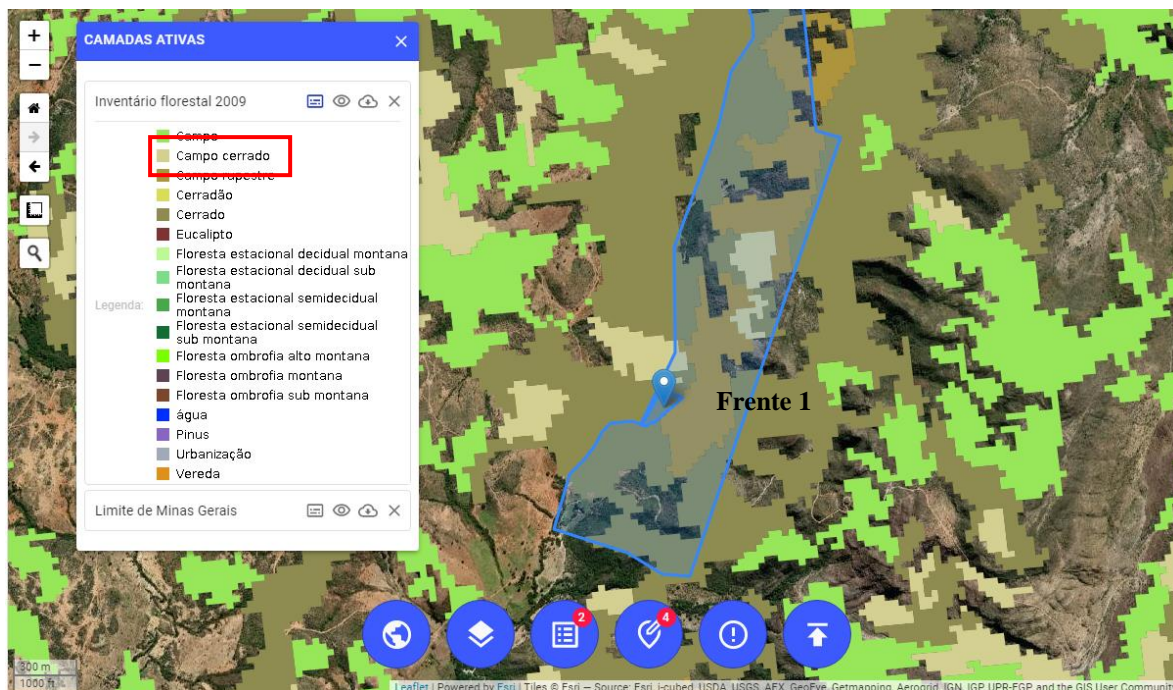 +
CAMADAS ATIVAS
×
−
Inventário florestal 2009
Campo
Campo cerrado
Campo rupestre
Cerradão
Cerrado
Eucalipto
Floresta estacional decidual montana
Floresta estacional decidual sub
montana
Legenda:
Floresta estacional semidecidual
montana
Floresta estacional semidecidual
sub montana
Floresta ombrofia alto montana
Floresta ombrofia montana
Floresta ombrofia sub montana
água
Pinus
Urbanização
Vereda
Limite de Minas Gerais
Frente 1
2
4
300 m
1000 ft
Leaflet | Powered by Esri | Tiles © Esri — Source: Esri, i-cubed, USDA, USGS, AEX, GeoEye, Getmapping, Aerogrid, IGN, IGP, UPR-EGP, and the GIS User Communi